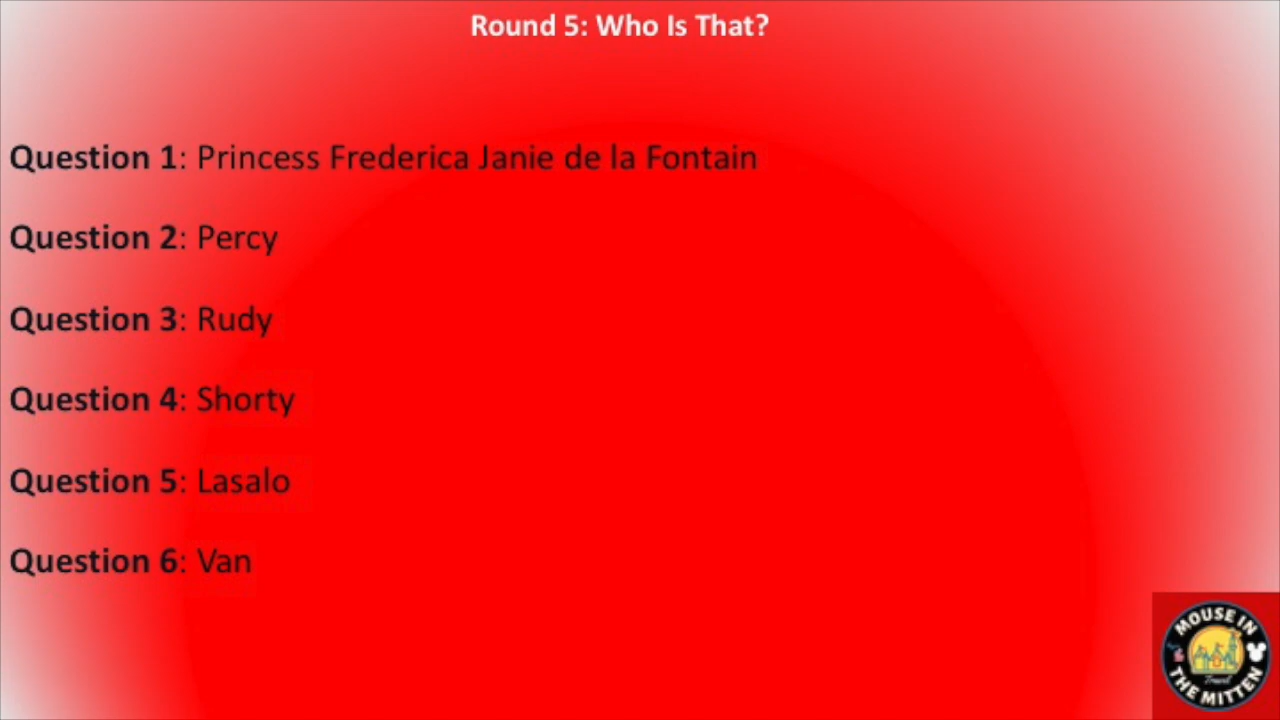 Round 5: Who Is That?
Question 1: Princess Frederica Janie de la Fontain
Question 2: Percy
Question 3: Rudy
Question 4: Shorty
Question 5: Lasalo
Question 6: Van
MOUSE IN
Travel
THE MITTEN